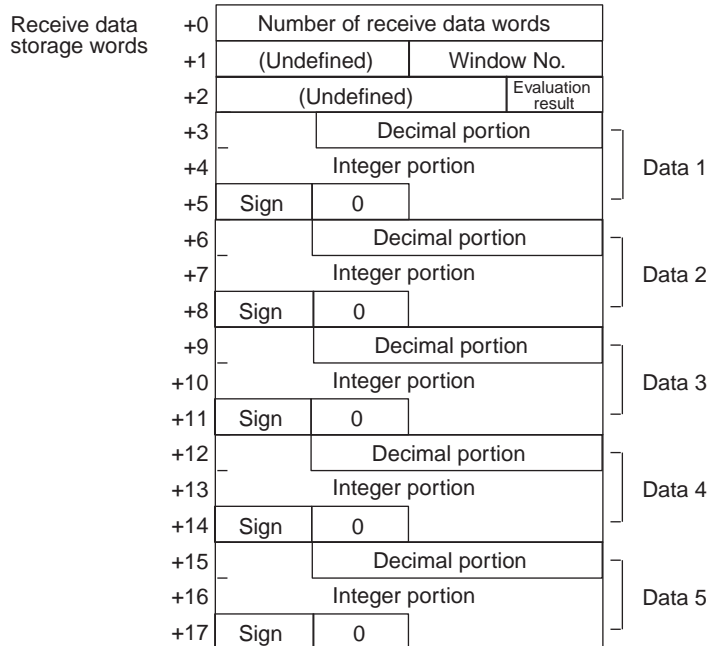 Receive data
storage words
+0 Number of receive data words
+1 (Undefined) Window No.
+2 (Undefined) Evaluation
result
+3 Decimal portion
+4 Integer portion Data 1
+5 Sign 0
+6 Decimal portion
+7 Integer portion Data 2
+8 Sign 0
+9 Decimal portion
+10 Integer portion Data 3
+11 Sign 0
+12 Decimal portion
+13 Integer portion Data 4
+14 Sign 0
+15 Decimal portion
+16 Integer portion Data 5
+17 Sign 0